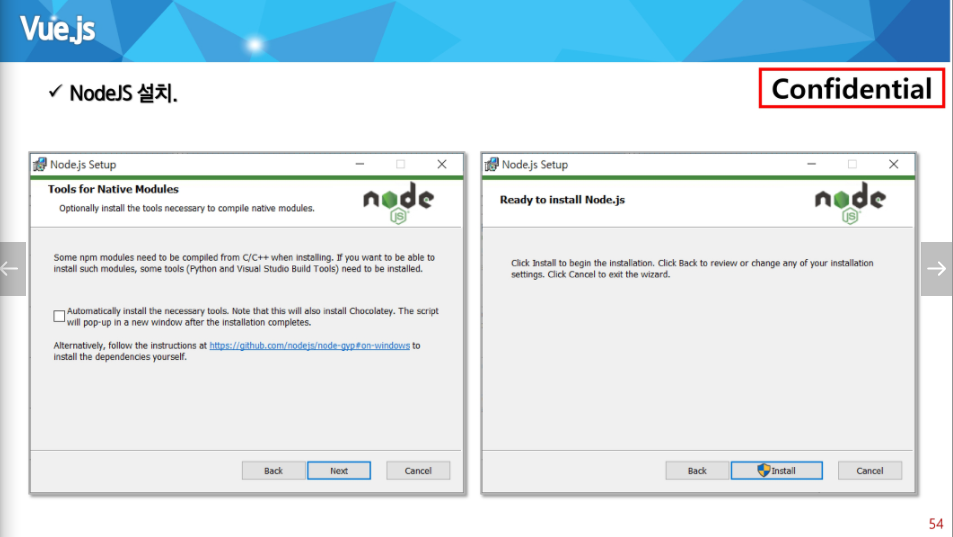 Vue.js
✓ NodeJS 설치.
Confidential
Node.js Setup
Tools for Native Modules
Optionally install the tools necessary to compile native modules.
node
JS
Some npm modules need to be compiled from C/C++ when installing. If you want to be able to
install such modules, some tools (Python and Visual Studio Build Tools) need to be installed.
Automatically install the necessary tools. Note that this will also install Chocolatey. The script
will pop-up in a new window after the installation completes.
Alternatively, follow the instructions at https://github.com/nodejs/node-gyp#on-windows to
install the dependencies yourself.
Back
Next
Cancel
Node.js Setup
Ready to install Node.js
node
JS
Click Install to begin the installation. Click Back to review or change any of your installation
settings. Click Cancel to exit the wizard.
Back
Install
Cancel
54